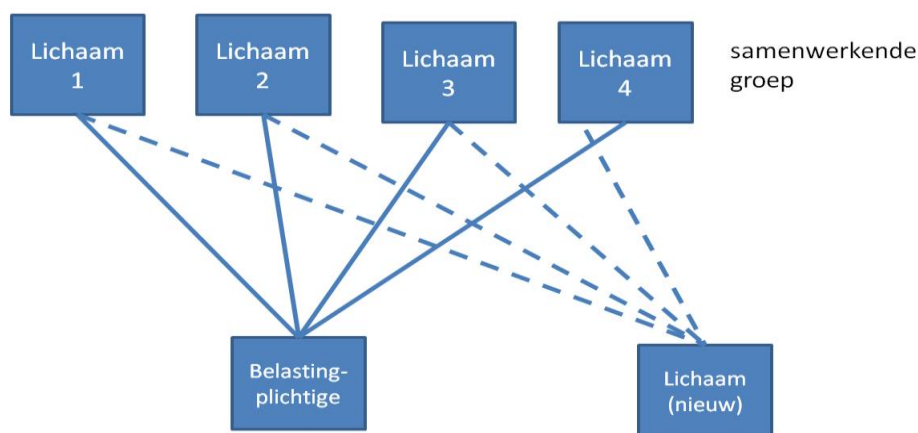 Lichaam
1
Lichaam
2
Lichaam
3
Lichaam
4
samenwerkende
groep
Belasting-
plichtige
Lichaam
(nieuw)